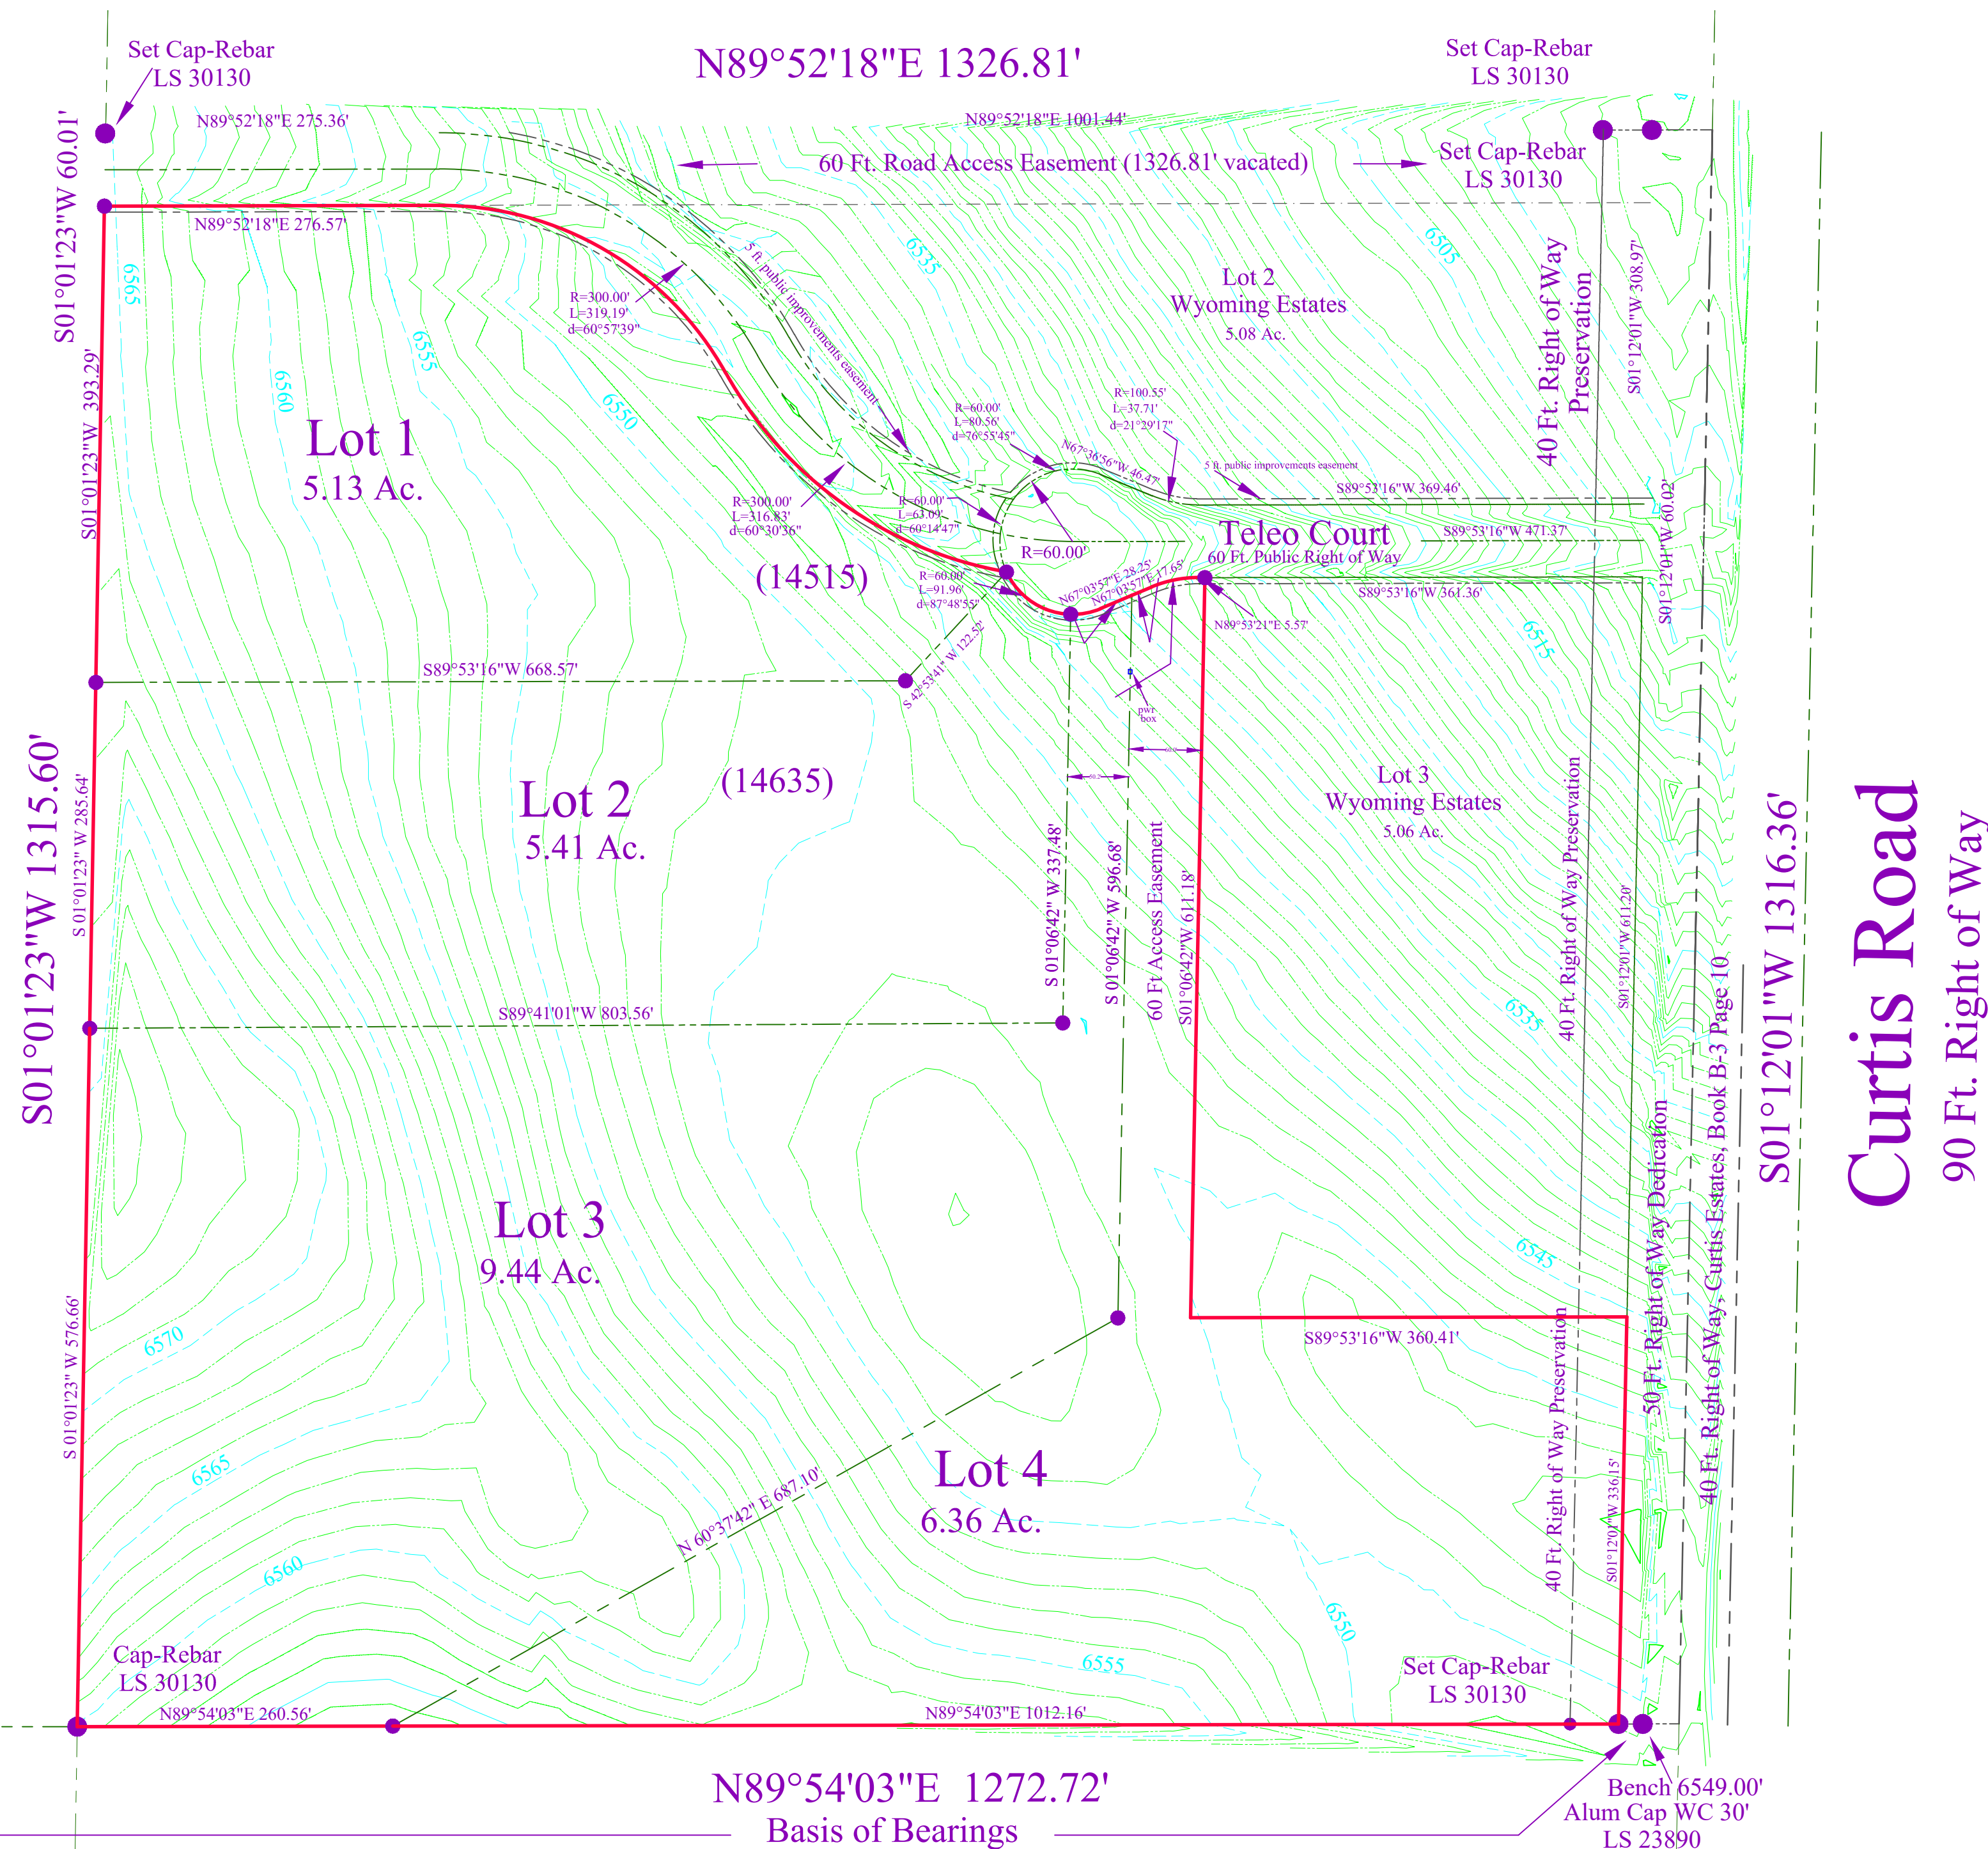 Set Cap-Rebar
LS 30130
N89°52'18"E 1326.81'
Set Cap-Rebar
LS 30130
N89°52'18"E 275.36'
N89°52'18"E 1001.44'
S01°01'23"W 60.01'
60 Ft. Road Access Easement (1326.81' vacated)
Set Cap-Rebar
LS 30130
N89°52'18"E 276.57'
6565
6560
6555
6550
R=300.00'
L=319.19'
d=60°57'39"
5 ft. public improvements easement
6535
6505
Lot 2
Wyoming Estates
5.08 Ac.
40 Ft. Right of Way
Preservation
S01°12'01"W 308.97'
S01°01'23"W 393.29'
Lot 1
5.13 Ac.
R=60.00'
L=80.56'
d=76°55'45"
R=100.55'
L=37.71'
d=21°29'17"
N67°36'56"W 46.47'
5 ft. public improvements easement
S89°53'16"W 369.46'
R=300.00'
L=316.83'
d=60°30'36"
R=60.00'
L=63.09'
d=60°14'47"
R=60.00'
Teleo Court
60 Ft. Public Right of Way
S89°53'16"W 471.37'
S01°12'01"W 60.02'
(14515)
R=60.00'
L=91.96'
d=87°48'55"
N67°03'57"E 28.25'
N67°03'57"E 17.65'
S89°53'16"W 361.36'
N89°53'21"E 5.57'
6515
S89°53'16"W 668.57'
S 42°53'41" W 122.52'
pwr
box
S01°01'23"W 1315.60'
S 01°01'23" W 285.64'
Lot 2
5.41 Ac.
(14635)
Lot 3
Wyoming Estates
5.06 Ac.
S 01°06'42" W 337.48'
S 01°06'42" W 596.68'
60 Ft Access Easement
S01°06'42"W 611.18'
40 Ft. Right of Way Preservation
S01°12'01"W 611.20'
S01°12'01"W 1316.36'
Curtis Road
90 Ft. Right of Way
S89°41'01"W 803.56'
6535
50 Ft. Right of Way Dedication
40 Ft. Right of Way, Curtis Estates, Book B-3 Page 10
Lot 3
9.44 Ac.
6545
6570
S 01°01'23" W 576.66'
S89°53'16"W 360.41'
40 Ft. Right of Way Preservation
S01°12'01"W 336.15'
6565
Lot 4
6.36 Ac.
N 60°37'42" E 687.10'
6560
6550
6555
Cap-Rebar
LS 30130
Set Cap-Rebar
LS 30130
N89°54'03"E 260.56'
N89°54'03"E 1012.16'
N89°54'03"E 1272.72'
Basis of Bearings
Bench 6549.00'
Alum Cap WC 30'
LS 23890